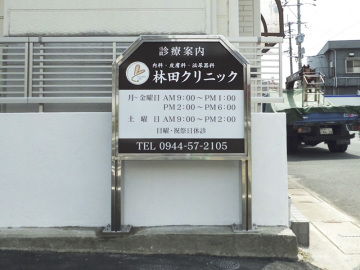 診療案内
内科・皮膚科・泌尿器科
林田クリニック
月~金曜日 AM9:00~PM1:00
PM2:00~PM6:00
土 曜 日 AM9:00~PM2:00
日曜・祝祭日休診
TEL 0944-57-2105